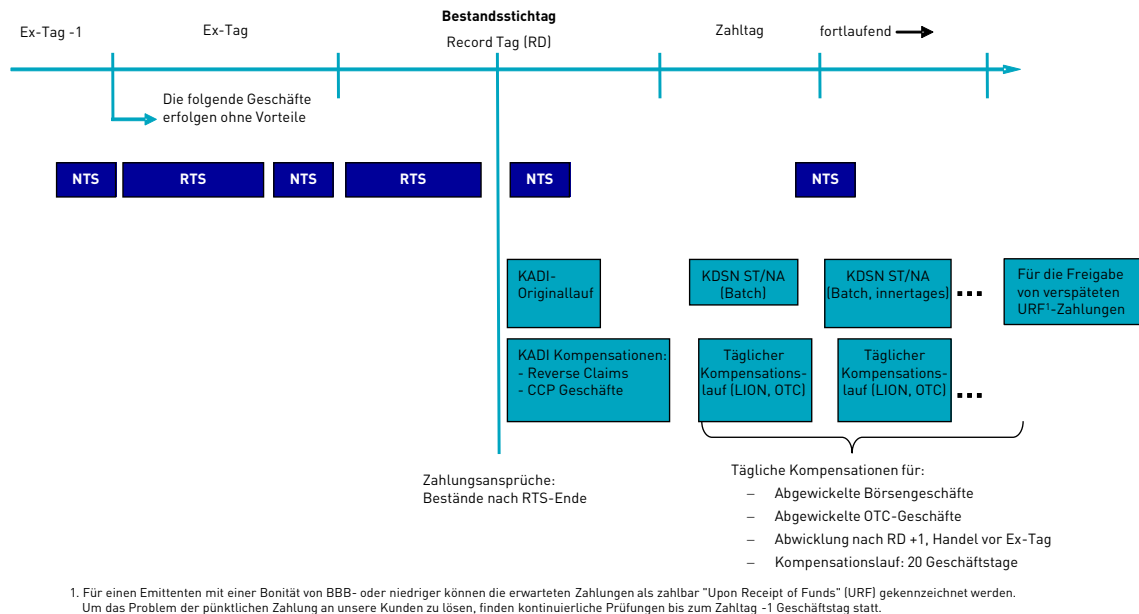 Bestandsstichtag
Ex-Tag -1
Ex-Tag
Record Tag (RD)
Zahltag
fortlaufend
Die folgende Geschäfte
erfolgen ohne Vorteile
NTS
RTS
NTS
RTS
NTS
NTS
KADI-
Originallauf
KDSN ST/NA
(Batch)
KDSN ST/NA
(Batch, innertages)
...
Für die Freigabe
von verspäteten
URF¹-Zahlungen
KADI Kompensationen:
- Reverse Claims
- CCP Geschäfte
Täglicher
Kompensations-
lauf (LION, OTC)
Täglicher
Kompensations-
lauf (LION, OTC)
...
Zahlungsansprüche:
Bestände nach RTS-Ende
Tägliche Kompensationen für:
– Abgewickelte Börsengeschäfte
– Abgewickelte OTC-Geschäfte
– Abwicklung nach RD +1, Handel vor Ex-Tag
– Kompensationslauf: 20 Geschäftstage
1. Für einen Emittenten mit einer Bonität von BBB- oder niedriger können die erwarteten Zahlungen als zahlbar "Upon Receipt of Funds" (URF) gekennzeichnet werden.
Um das Problem der pünktlichen Zahlung an unsere Kunden zu lösen, finden kontinuierliche Prüfungen bis zum Zahltag -1 Geschäftstag statt.